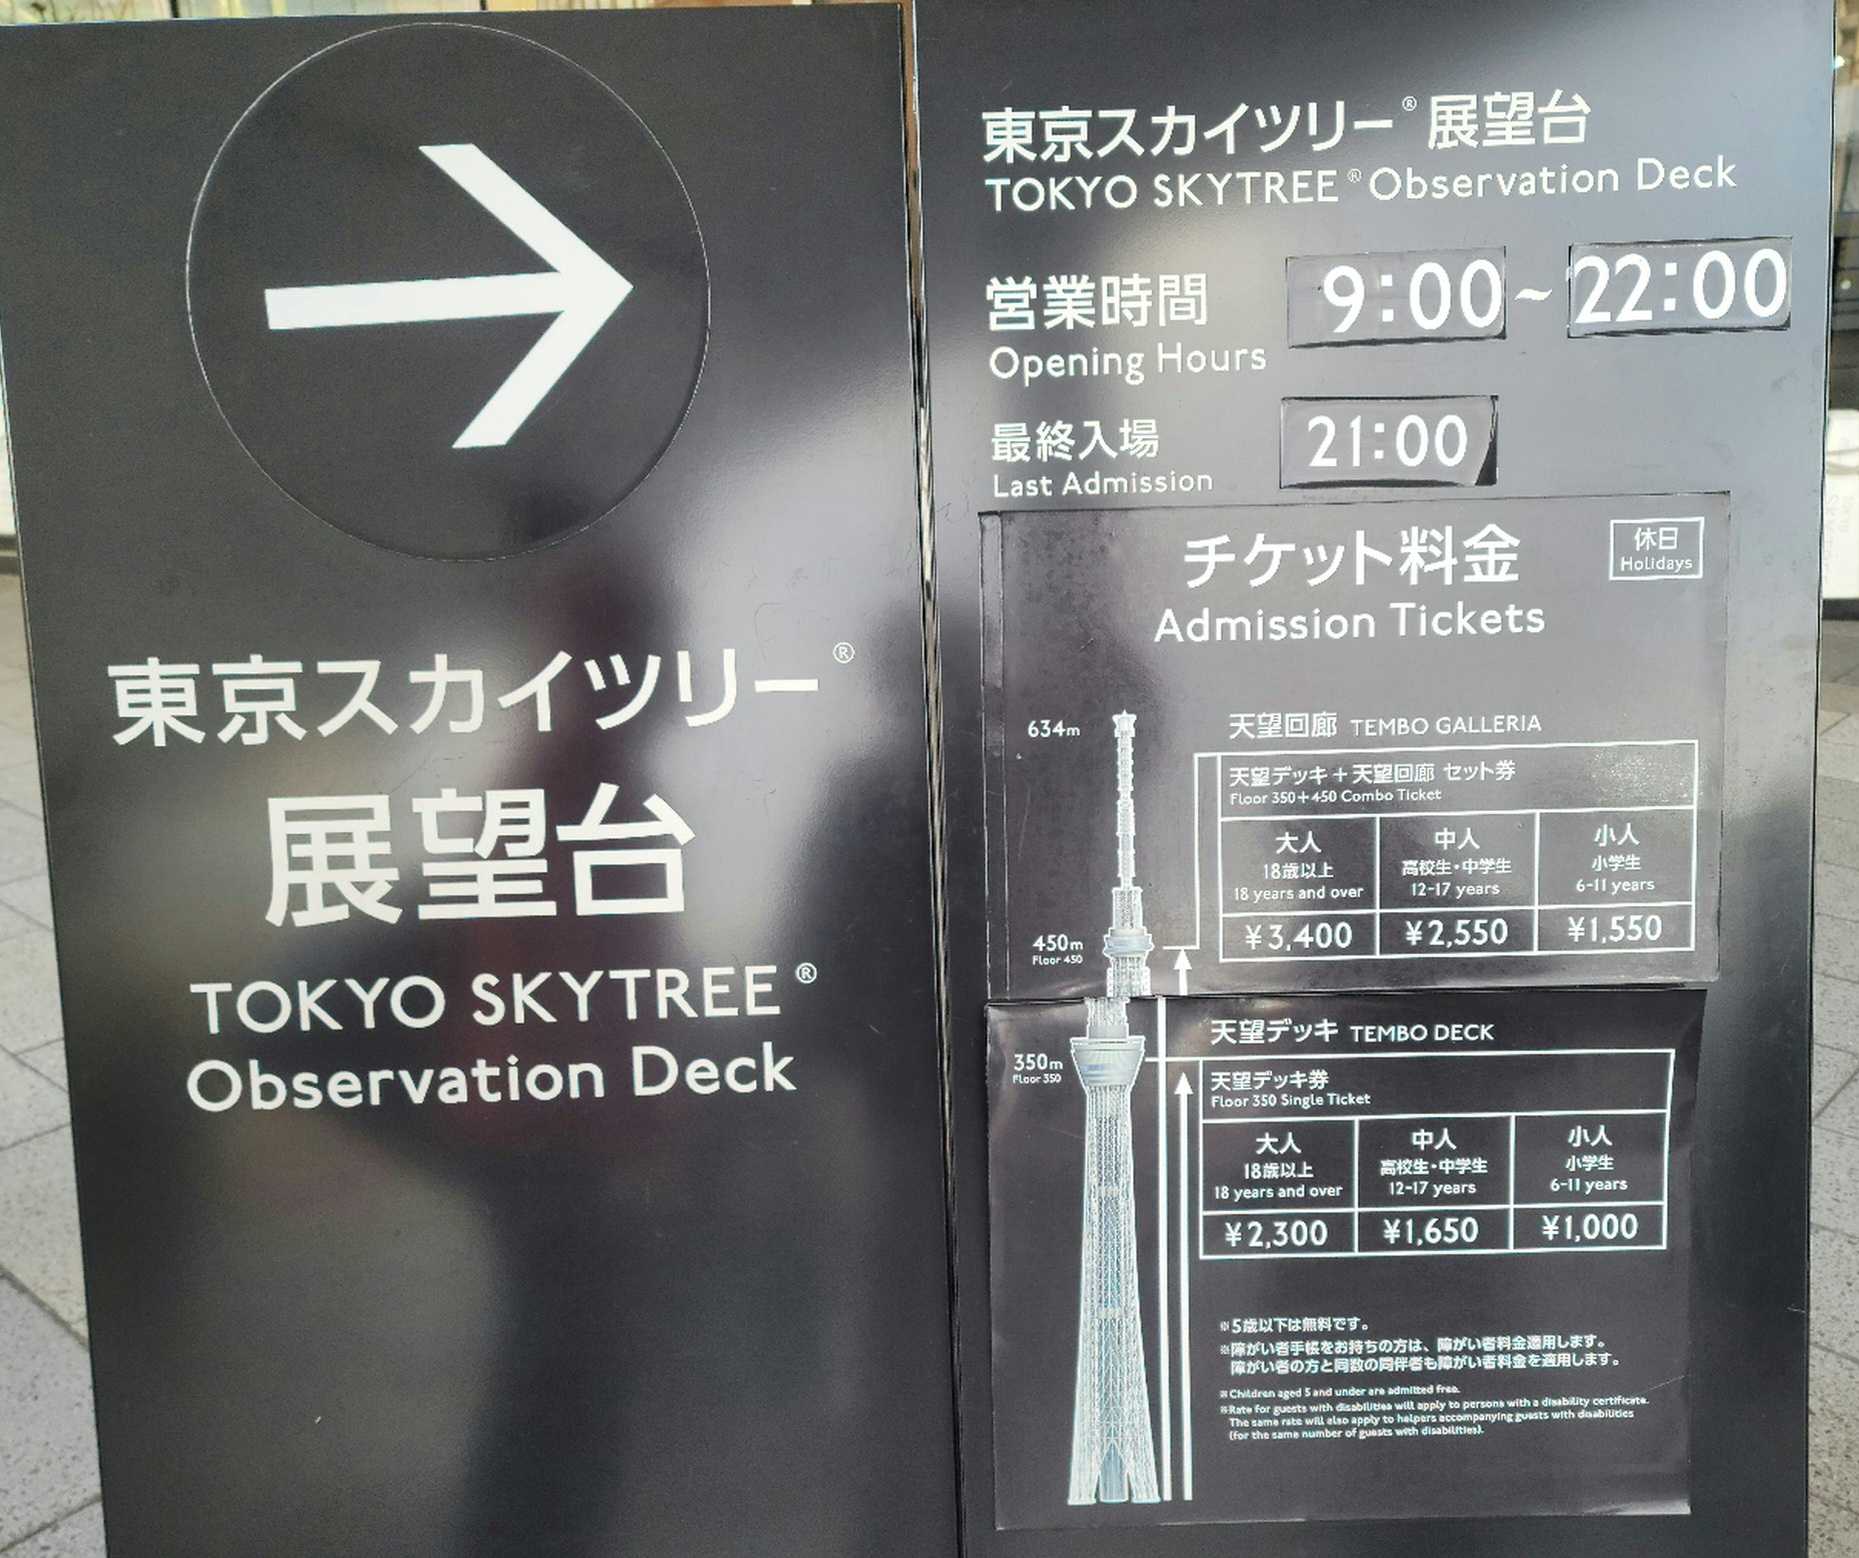 東京スカイツリー®
展望台
TOKYO SKYTREE®
Observation Deck
東京スカイツリー®展望台
TOKYO SKYTREE® Observation Deck
営業時間 9:00~22:00
Opening Hours
最終入場 21:00
Last Admission
チケット料金
休日
Holidays
Admission Tickets
634m
天望回廊 TEMBO GALLERIA
天望デッキ+天望回廊 セット券
Floor 350+450 Combo Ticket
大人 中人 小人
18歳以上 高校生・中学生 小学生
18 years and over 12-17 years 6-11 years
¥3,400 ¥2,550 ¥1,550
450m
Floor 450
天望デッキ TEMBO DECK
350m
Floor 350
天望デッキ券
Floor 350 Single Ticket
大人 中人 小人
18歳以上 高校生・中学生 小学生
18 years and over 12-17 years 6-11 years
¥2,300 ¥1,650 ¥1,000
※5歳以下は無料です。
※障がい者手帳をお持ちの方は、障がい者料金適用します。
障がい者の方と同数の同伴者も障がい者料金を適用します。
※Children aged 5 and under are admitted free.
※Rate for guests with disabilities will apply to persons with a disability certificate.
The same rate will also apply to helpers accompanying guests with disabilities
(for the same number of guests with disabilities).